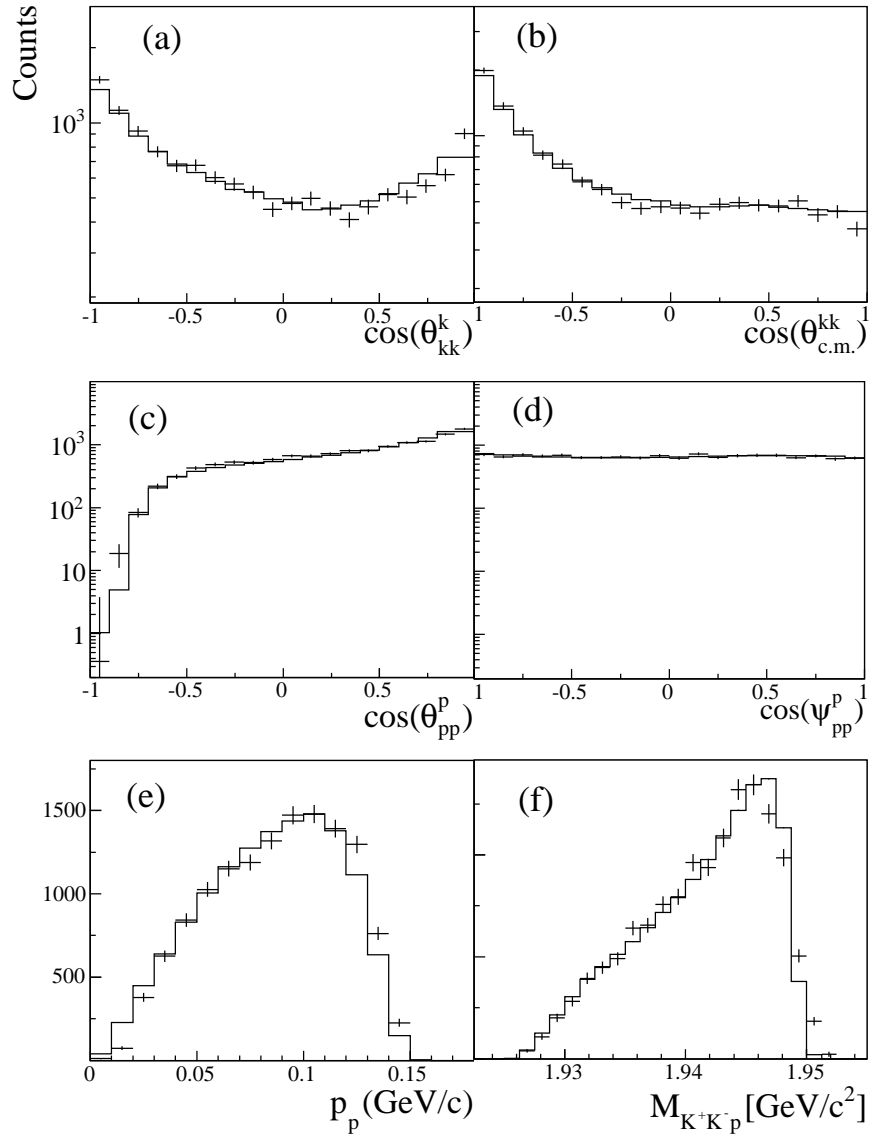 Counts
(a)
(b)
10³
-1 -0.5 0 0.5
cos(θᵏₖₖ)
1 -0.5 0 0.5 1
cos(θᵏᵏ_c.m.)
(c)
(d)
10³
10²
10
1
-1 -0.5 0 0.5
cos(θᵖₚₚ)
1 -0.5 0 0.5 1
cos(ψᵖₚₚ)
(e)
(f)
1500
1000
500
0 0.05 0.1 0.15
pₚ (GeV/c)
1.93 1.94 1.95
M_K⁺K⁻p [GeV/c²]